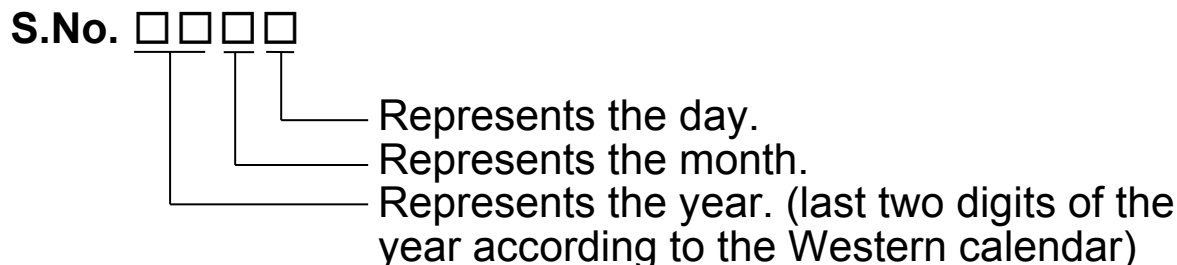 S.No. □□□□
Represents the day.
Represents the month.
Represents the year. (last two digits of the
year according to the Western calendar)